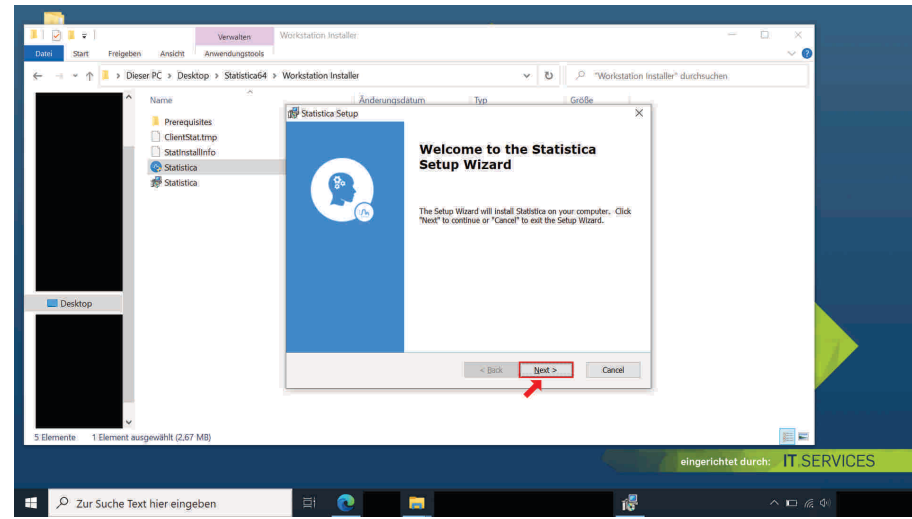 Verwalten
Workstation Installer
Datei Start Freigeben Ansicht Anwendungstools
Dieser PC > Desktop > Statistica64 > Workstation Installer
"Workstation Installer" durchsuchen
Name Änderungsdatum Typ Größe
Prerequisites
ClientStat.tmp
StatInstallInfo
Statistica
Statistica
Desktop
5 Elemente 1 Element ausgewählt (2,67 MB)
Statistica Setup
Welcome to the Statistica
Setup Wizard
The Setup Wizard will install Statistica on your computer. Click
"Next" to continue or "Cancel" to exit the Setup Wizard.
< Back Next > Cancel
eingerichtet durch: IT.SERVICES
Zur Suche Text hier eingeben